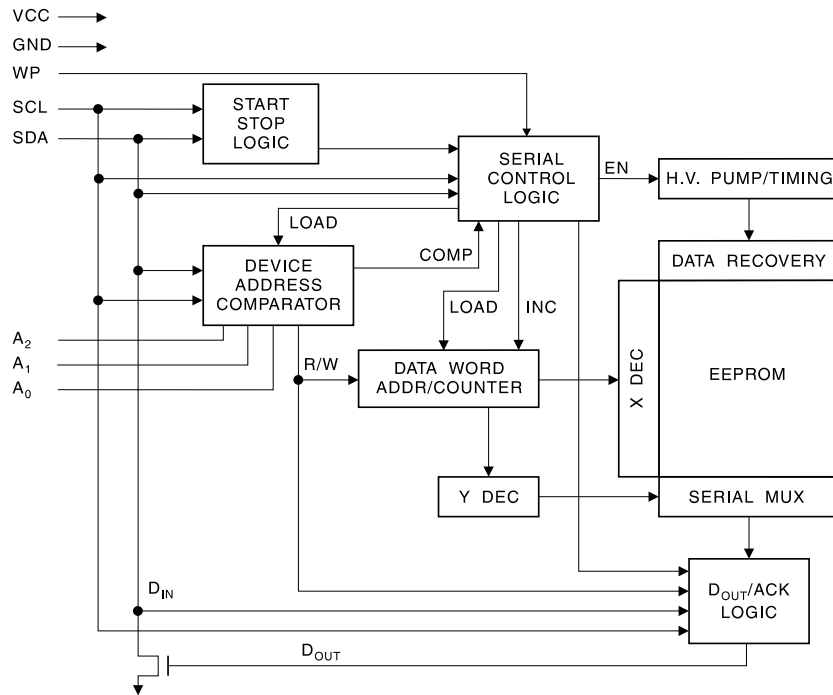 VCC
GND
WP
SCL
SDA
START
STOP
LOGIC
SERIAL
CONTROL
LOGIC
EN
H.V. PUMP/TIMING
LOAD
COMP
DEVICE
ADDRESS
COMPARATOR
LOAD
INC
DATA RECOVERY
A2
A1
A0
R/W
DATA WORD
ADDR/COUNTER
X DEC
EEPROM
Y DEC
SERIAL MUX
DIN
DOUT/ACK
LOGIC
DOUT